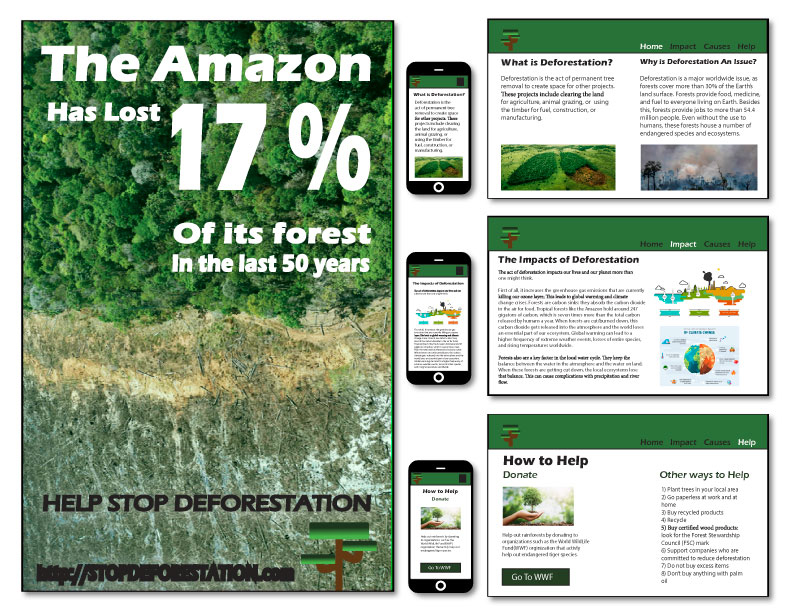 The Amazon
Has Lost
17%
Of its forest
In the last 50 years
HELP STOP DEFORESTATION
http://STOPDEFORESTATION.com
What is Deforestation?
Deforestation is the
act of permanent tree
removal to create space
for other projects. These
projects include clearing
the land for agriculture,
animal grazing, or
using the timber for
fuel, construction, or
manufacturing.
Home Impact Causes Help
What is Deforestation?
Deforestation is the act of permanent tree
removal to create space for other projects.
These projects include clearing the land
for agriculture, animal grazing, or using
the timber for fuel, construction, or
manufacturing.
Why is Deforestation An Issue?
Deforestation is a major worldwide issue, as
forests cover more than 30% of the Earth's
land surface. Forests provide food, medicine,
and fuel to everyone living on Earth. Besides
this, forests provide jobs to more than 54.4
million people. Even without the use to
humans, these forests house a number of
endangered species and ecosystems.
The Impacts of Deforestation
Home Impact Causes Help
The Impacts of Deforestation
The act of deforestation impacts our lives and our planet more than
one might think.
First of all, it increases the greenhouse gas emissions that are currently
killing our ozone layer. This leads to global warming and climate
change crises. Forests are carbon sinks: they absorb the carbon dioxide
in the air for food. Tropical forests like the Amazon hold around 247
gigatons of carbon, which is seven times more than the total carbon
released by humans a year. When forests are cut/burned down, this
carbon dioxide gets released into the atmosphere and the world loses
an essential part of our ecosystem. Global warming can lead to a
higher frequency of extreme weather events, losses of entire species,
and rising temperatures worldwide.
Forests also are a key factor in the local water cycle. They keep the
balance between the water in the atmosphere and the water on land.
When these forests are getting cut down, the local ecosystems lose
that balance. This can cause complications with precipitation and river
flow.
CLIMATE CHANGE
How to Help
Donate
Help out rainforests by donating
to organizations such as the
World Wildlife Fund(WWF)
Go To WWF
Home Impact Causes Help
How to Help
Donate
Help out rainforests by donating to
organizations such as the World Wildlife
Fund(WWF) orginization that actively
help out endangered tiger species
Go To WWF
Other ways to Help
1) Plant trees in your local area
2) Go paperless at work and at
home
3) Buy recycled products
4) Recycle
5) Buy certified wood products:
look for the Forest Stewardship
Council (FSC) mark
6) Support companies who are
committed to reduce deforestation
7) Do not buy excess items
8) Don't buy anything with palm
oil